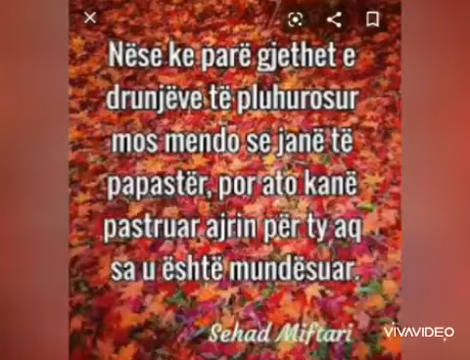 Nëse ke parë gjethet e
drunjëve të pluhurosur
mos mendo se janë të
papastër, por ato kanë
pastruar ajrin për ty aq
sa u është mundësuar.
Sehad Miftari
VIVAVIDEO